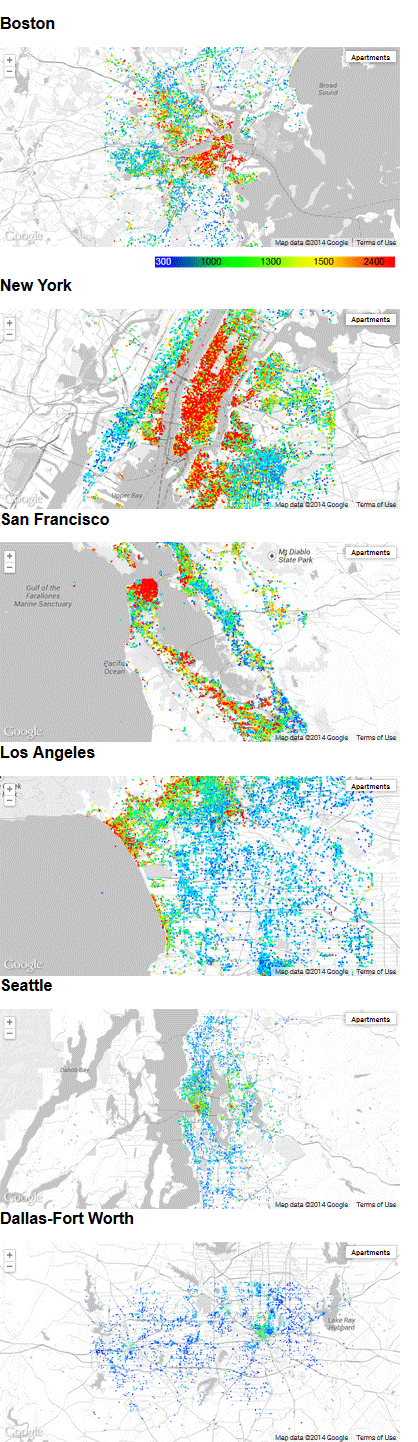 Boston
+
Apartments
−
Broad
Sound
Google
Map data ©2014 Google
Terms of Use
300 1000 1300 1500 2400
New York
+
Apartments
−
Upper Bay
Map data ©2014 Google
Terms of Use
San Francisco
+
Apartments
−
Mt Diablo
State Park
Gulf of the
Farallones
Marine Sanctuary
Pacific
Ocean
Google
Map data ©2014 Google
Terms of Use
Los Angeles
+
Apartments
−
Google
Map data ©2014 Google
Terms of Use
Seattle
+
Apartments
−
Dabob Bay
Google
Map data ©2014 Google
Terms of Use
Dallas-Fort Worth
+
Apartments
−
Lake Ray
Hubbard
Google
Map data ©2014 Google
Terms of Use